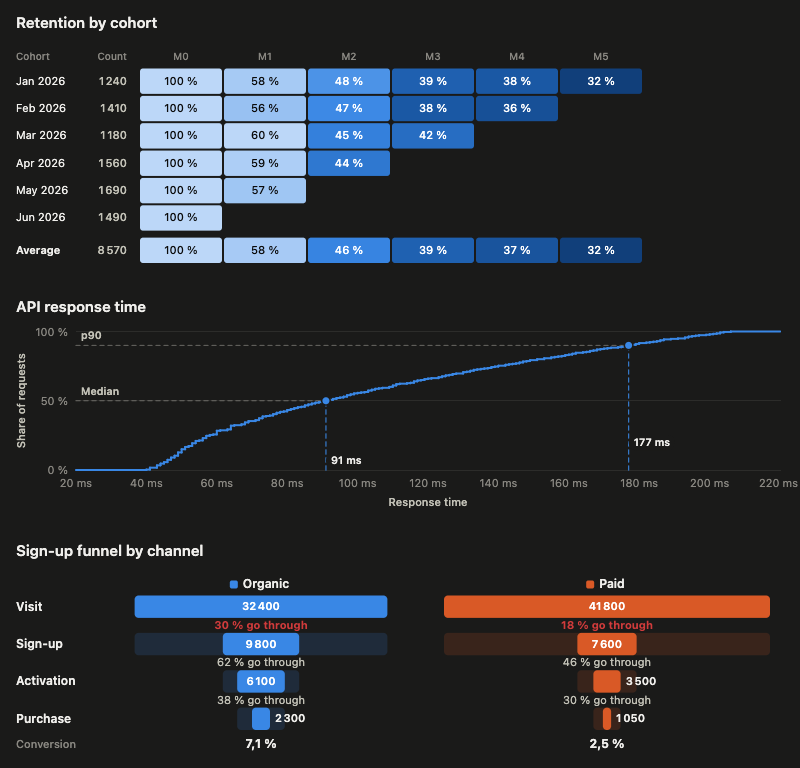 Retention by cohort
Cohort Count M0 M1 M2 M3 M4 M5
Jan 2026 1 240 100 % 58 % 48 % 39 % 38 % 32 %
Feb 2026 1 410 100 % 56 % 47 % 38 % 36 %
Mar 2026 1 180 100 % 60 % 45 % 42 %
Apr 2026 1 560 100 % 59 % 44 %
May 2026 1 690 100 % 57 %
Jun 2026 1 490 100 %
Average 8 570 100 % 58 % 46 % 39 % 37 % 32 %
API response time
100 %
p90
Median
50 %
Share of requests
177 ms
91 ms
0 %
20 ms 40 ms 60 ms 80 ms 100 ms 120 ms 140 ms 160 ms 180 ms 200 ms 220 ms
Response time
Sign-up funnel by channel
Organic Paid
Visit 32 400 41 800
30 % go through 18 % go through
Sign-up 9 800 7 600
62 % go through 46 % go through
Activation 6 100 3 500
38 % go through 30 % go through
Purchase 2 300 1 050
Conversion 7,1 % 2,5 %